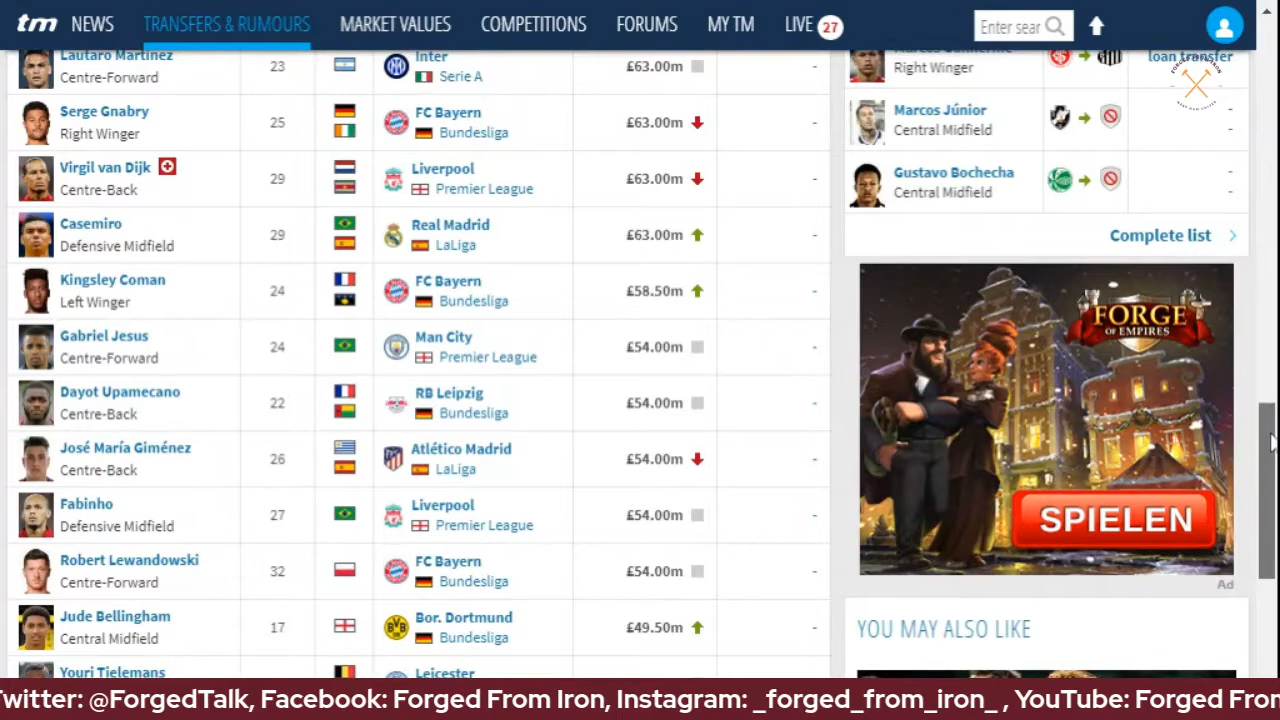 tm NEWS TRANSFERS & RUMOURS MARKET VALUES COMPETITIONS FORUMS MY TM LIVE 27 Enter sear
Lautaro Martínez
Centre-Forward
23
Inter
Serie A
£63.00m
Serge Gnabry
Right Winger
25
FC Bayern
Bundesliga
£63.00m
-
Virgil van Dijk
Centre-Back
29
Liverpool
Premier League
£63.00m
-
Casemiro
Defensive Midfield
29
Real Madrid
LaLiga
£63.00m
-
Kingsley Coman
Left Winger
24
FC Bayern
Bundesliga
£58.50m
-
Gabriel Jesus
Centre-Forward
24
Man City
Premier League
£54.00m
-
Dayot Upamecano
Centre-Back
22
RB Leipzig
Bundesliga
£54.00m
-
José María Giménez
Centre-Back
26
Atlético Madrid
LaLiga
£54.00m
-
Fabinho
Defensive Midfield
27
Liverpool
Premier League
£54.00m
-
Robert Lewandowski
Centre-Forward
32
FC Bayern
Bundesliga
£54.00m
-
Jude Bellingham
Central Midfield
17
Bor. Dortmund
Bundesliga
£49.50m
-
Youri Tielemans
Leicester
Marcos Guilherme
Right Winger
loan transfer
Marcos Júnior
Central Midfield
-
-
Gustavo Bochecha
Central Midfield
-
-
Complete list
FORGE
OF EMPIRES
SPIELEN
Ad
YOU MAY ALSO LIKE
Twitter: @ForgedTalk, Facebook: Forged From Iron, Instagram: _forged_from_iron_ , YouTube: Forged Fron